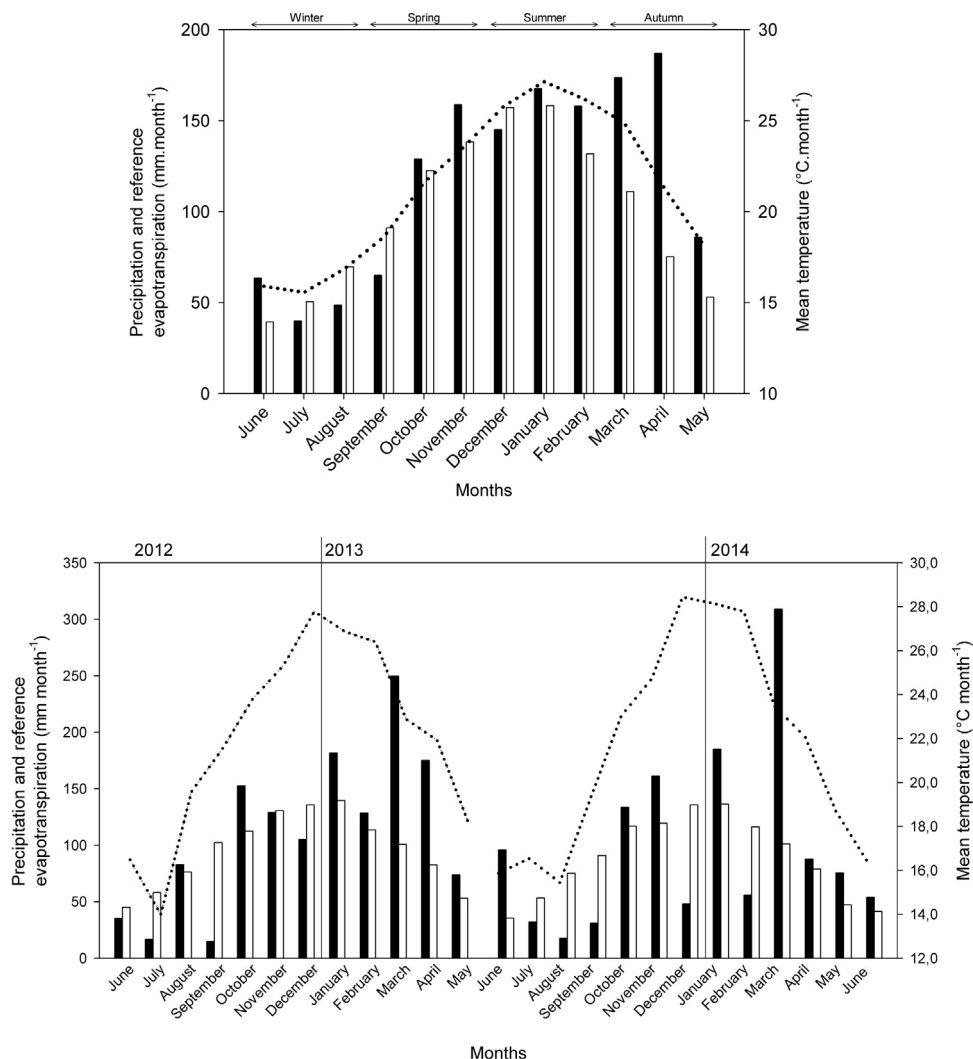 Winter Spring Summer Autumn
200 30
150 25
100 20
50 15
0 10
Precipitation and reference
evapotranspiration (mm.month-1)
Mean temperature (°C.month-1)
June July August September October November December January February March April May
Months
2012 2013 2014
350 30,0
300 28,0
250 26,0
200 24,0
150 22,0
100 20,0
50 18,0
0 16,0
14,0
12,0
Precipitation and reference
evapotranspiration (mm month-1)
Mean temperature (°C month-1)
June July August September October November December January February March April May June July August September October November December January February March April May June
Months